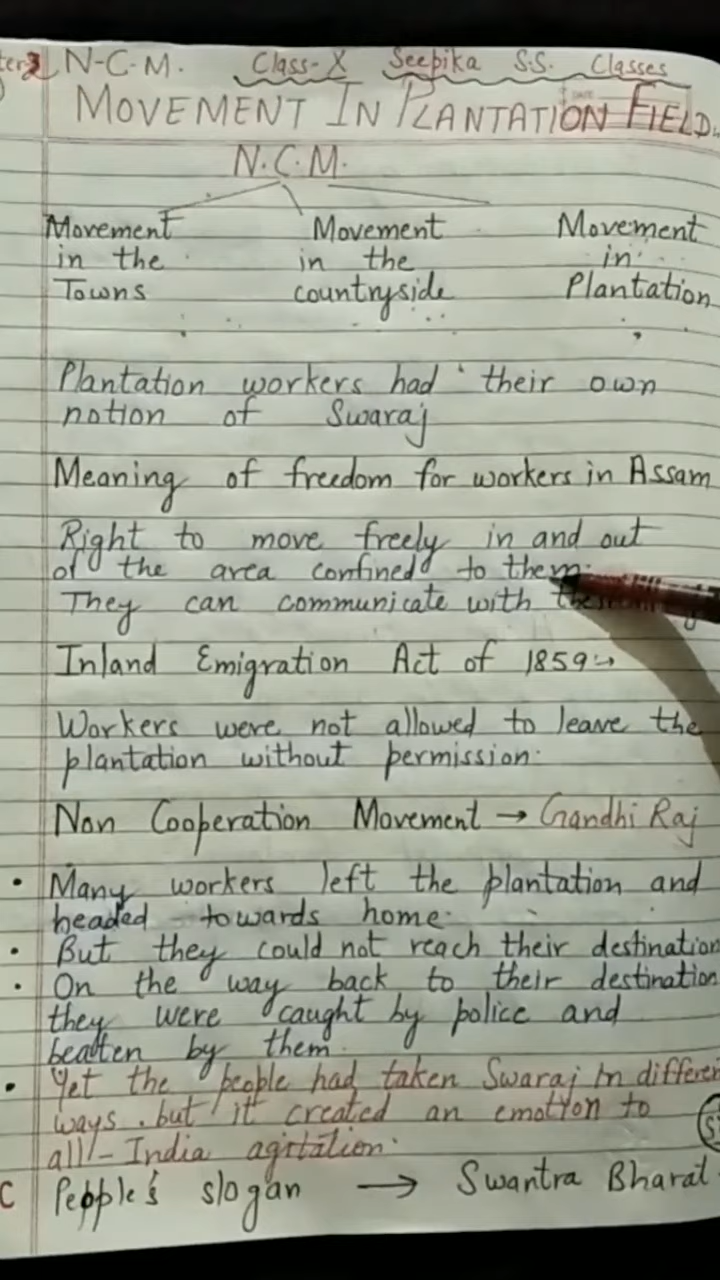 N-C-M. Class-X Seepika S.S. Classes
MOVEMENT IN PLANTATION FIELD.
N.C.M.
Movement Movement Movement
in the in the in
Towns countryside Plantation
Plantation workers had their own
notion of Swaraj
Meaning of freedom for workers in Assam
Right to move freely in and out
of the area confined to them.
They can communicate with
Inland Emigration Act of 1859:→
Workers were not allowed to leave the
plantation without permission.
Non Cooperation Movement → Gandhi Raj
• Many workers left the plantation and
headed towards home.
• But they could not reach their destination
• On the way back to their destination
they were caught by police and
beaten by them.
• Yet the people had taken Swaraj in differen
ways. but it created an emotion to
all-India agitation.
C People's slogan → Swantra Bharat